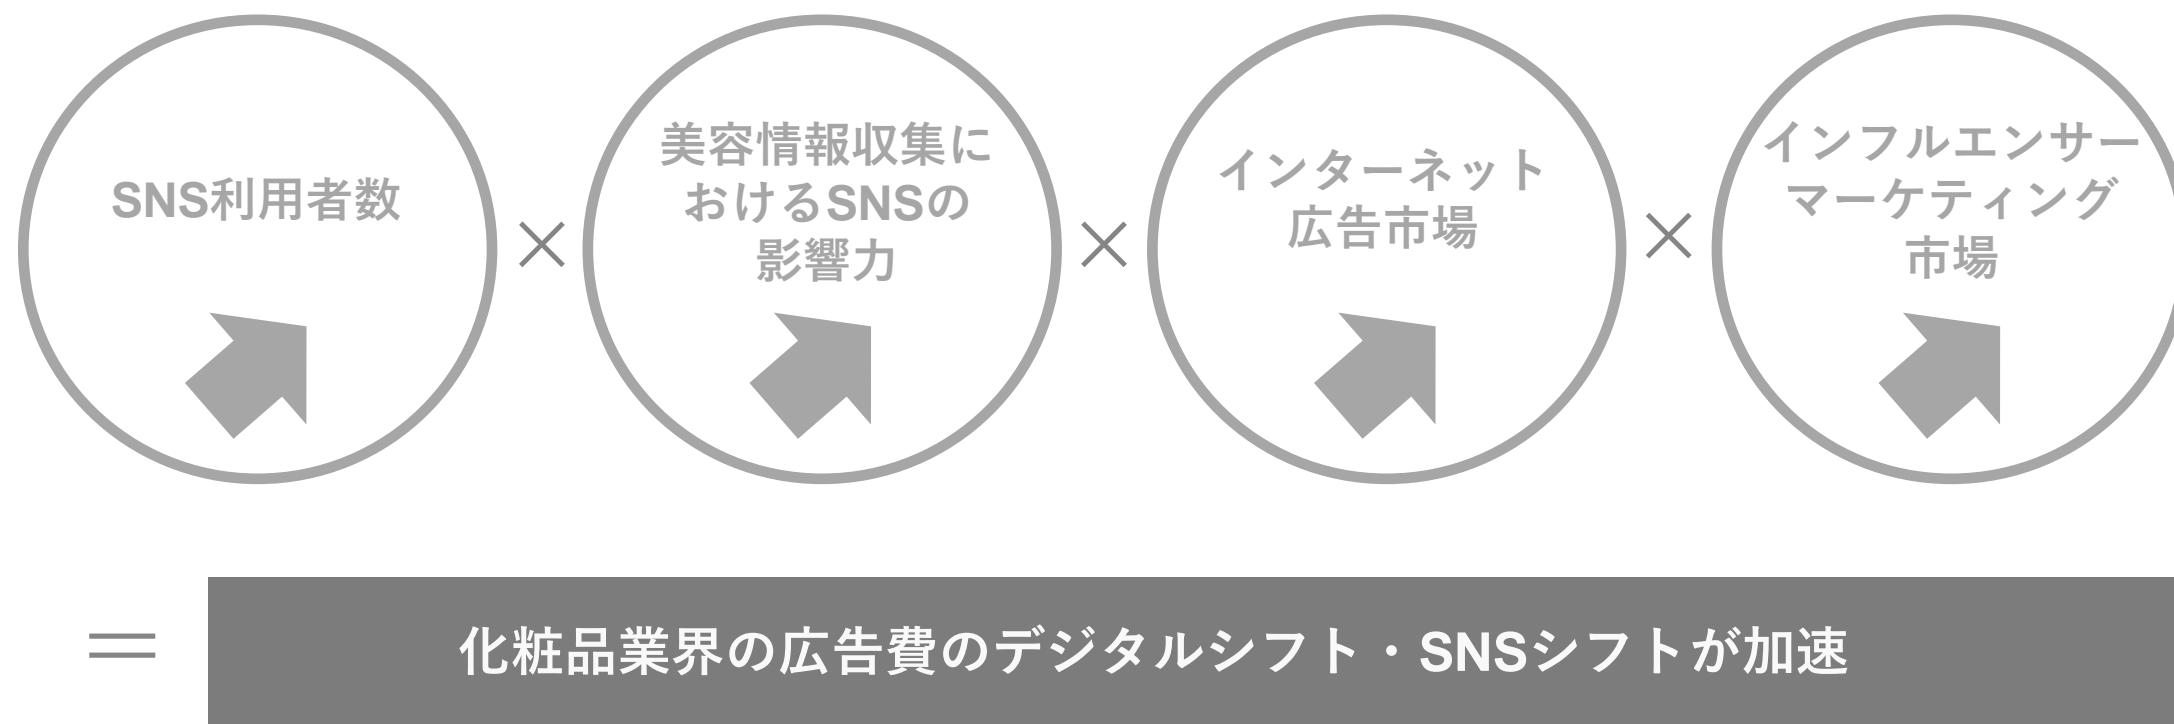 SNS利用者数
×
美容情報収集に
おけるSNSの
影響力
×
インターネット
広告市場
×
インフルエンサー
マーケティング
市場
＝
化粧品業界の広告費のデジタルシフト・SNSシフトが加速